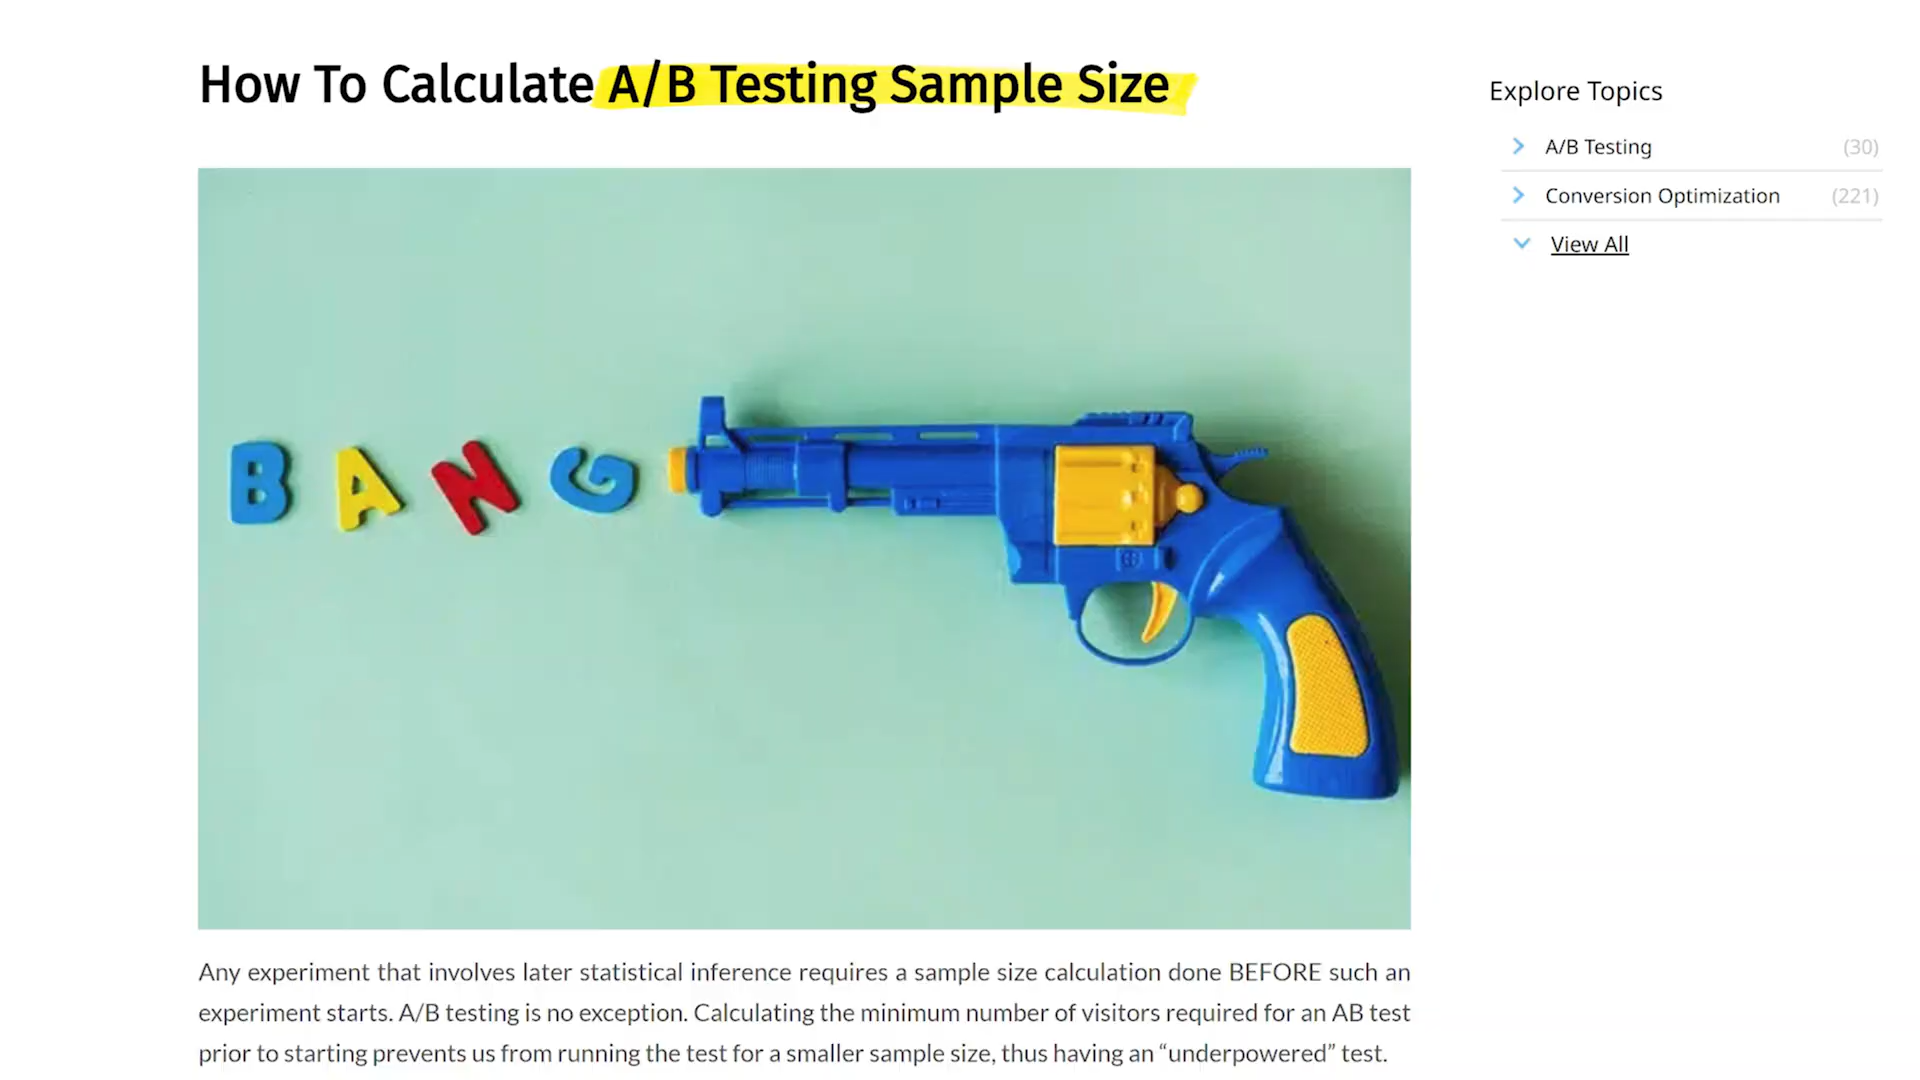 How To Calculate A/B Testing Sample Size
Explore Topics
A/B Testing (30)
Conversion Optimization (221)
View All
BANG
Any experiment that involves later statistical inference requires a sample size calculation done BEFORE such an
experiment starts. A/B testing is no exception. Calculating the minimum number of visitors required for an AB test
prior to starting prevents us from running the test for a smaller sample size, thus having an “underpowered” test.